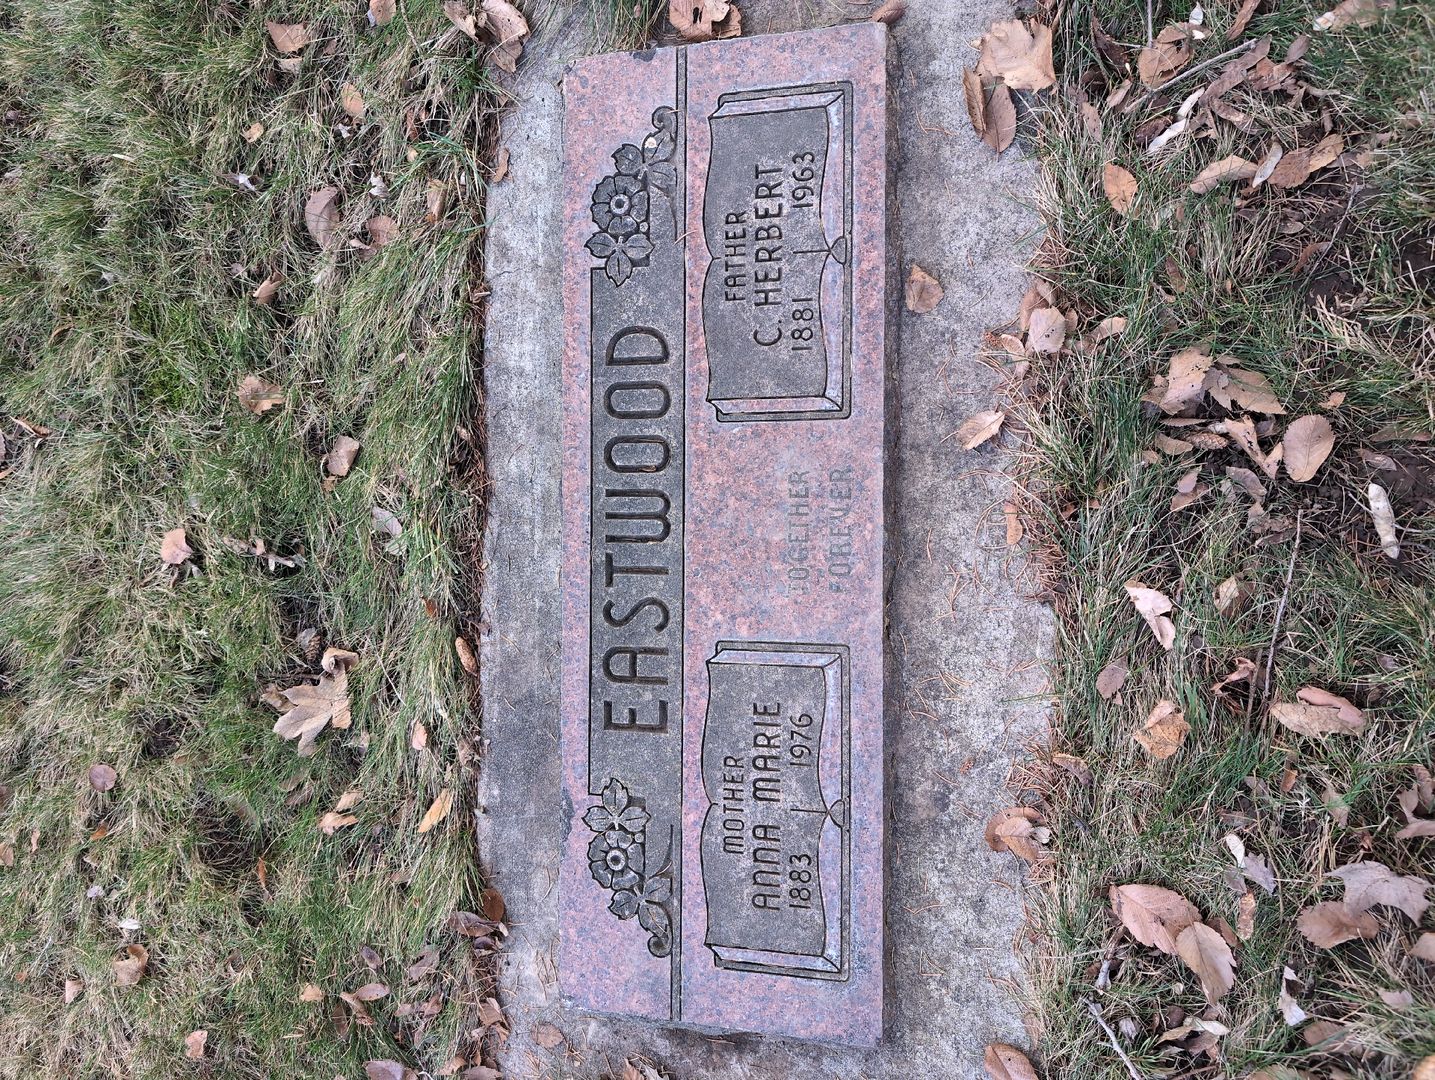 EASTWOOD
MOTHER
ANNA MARIE
1883 1976
TOGETHER
FOREVER
FATHER
C. HERBERT
1881 1963